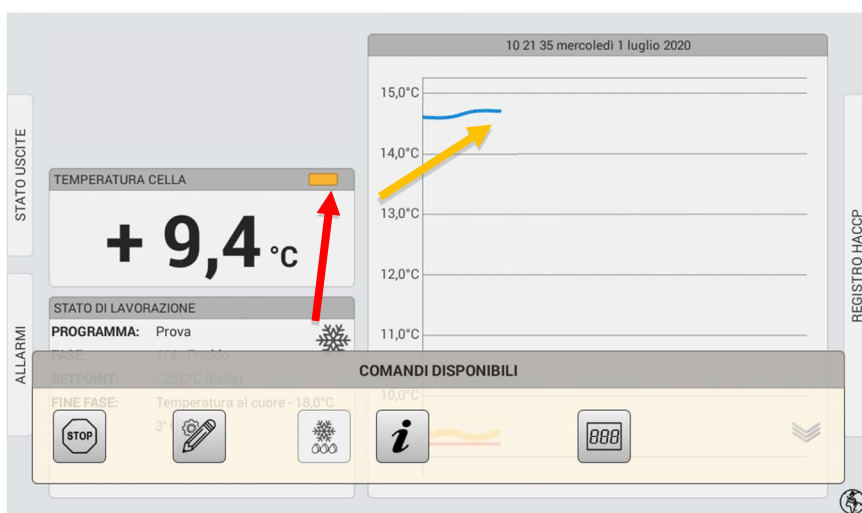 10 21 35 mercoledì 1 luglio 2020
STATO USCITE
ALLARMI
TEMPERATURA CELLA
+ 9,4 °C
STATO DI LAVORAZIONE
PROGRAMMA: Prova
FASE: 1/4 - Freddo
SETPOINT: - 25,0°C (Cella)
FINE FASE: Temperatura al cuore - 18,0°C
3'
15,0°C
14,0°C
13,0°C
12,0°C
11,0°C
10,0°C
REGISTRO HACCP
COMANDI DISPONIBILI
STOP
i
888